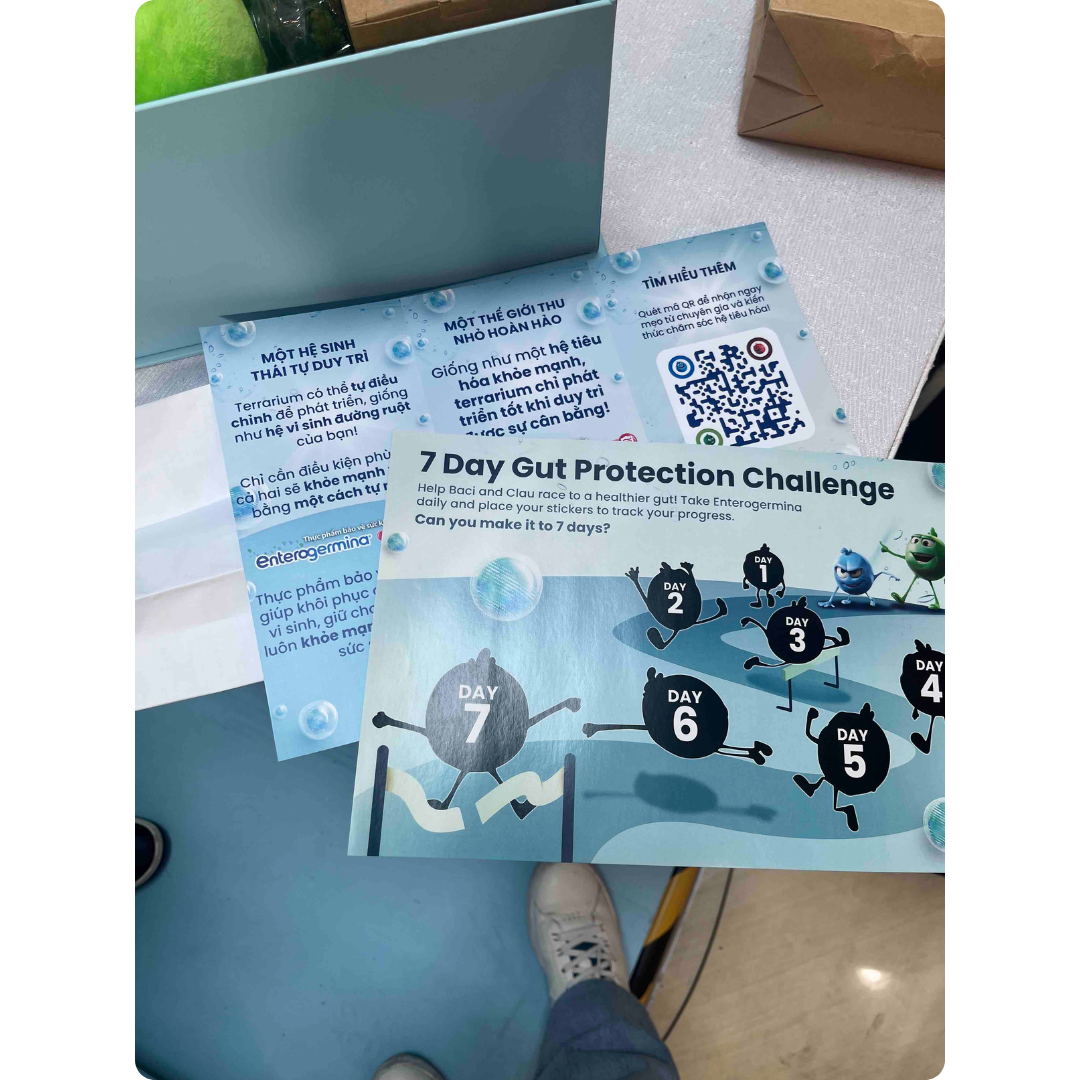 MỘT HỆ SINH
THÁI TỰ DUY TRÌ
Terrarium có thể tự điều
chỉnh để phát triển, giống
như hệ vi sinh đường ruột
của bạn!
Chỉ cần điều kiện phù
cả hai sẽ khỏe mạnh
bằng một cách tự
Thực phẩm bảo vệ sức k
enterogermina
Thực phẩm bảo
giúp khôi phục
vi sinh, giữ cho
luôn khỏe mạn
sức
MỘT THẾ GIỚI THU
NHỎ HOÀN HẢO
Giống như một hệ tiêu
hóa khỏe mạnh,
terrarium chỉ phát
triển tốt khi duy trì
được sự cân bằng!
TÌM HIỂU THÊM
Quét mã QR để nhận ngay
mẹo từ chuyên gia và kiến
thức chăm sóc hệ tiêu hóa!
7 Day Gut Protection Challenge
Help Baci and Clau race to a healthier gut! Take Enterogermina
daily and place your stickers to track your progress.
Can you make it to 7 days?
DAY
1
DAY
2
DAY
3
DAY
4
DAY
5
DAY
6
DAY
7